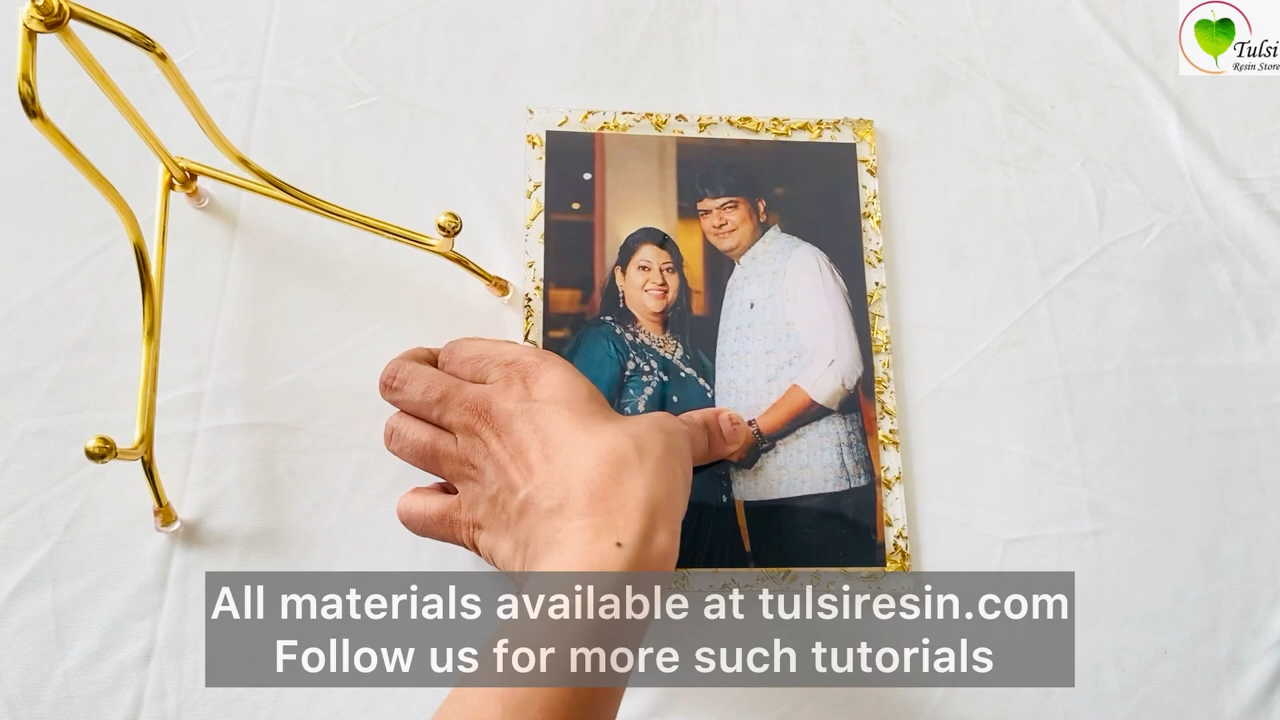 Tulsi
Resin Store
All materials available at tulsiresin.com
Follow us for more such tutorials